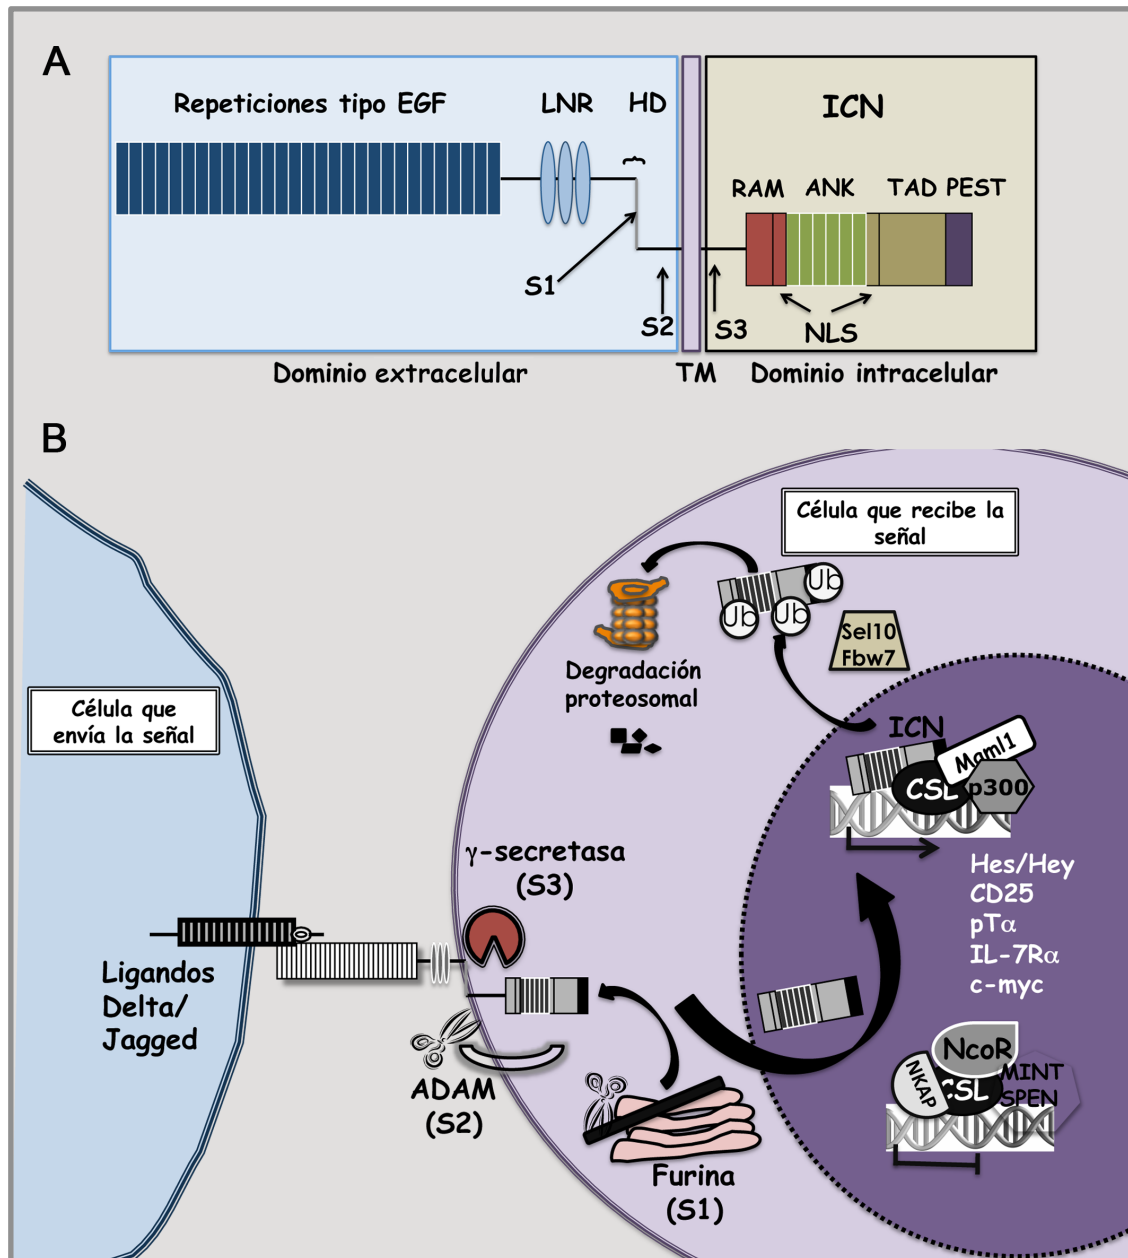 A
Repeticiones tipo EGF
LNR
HD
ICN
RAM
ANK
TAD PEST
S1
S2
S3
NLS
Dominio extracelular
TM
Dominio intracelular
B
Célula que recibe la
señal
Ub
Ub
Ub
Sel10
Fbw7
Degradación
proteosomal
Célula que
envía la señal
ICN
Maml1
CSL
p300
γ-secretasa
(S3)
Hes/Hey
CD25
pTα
IL-7Rα
c-myc
Ligandos
Delta/
Jagged
ADAM
(S2)
Furina
(S1)
NcoR
NKAP
CSL
MINT
SPEN